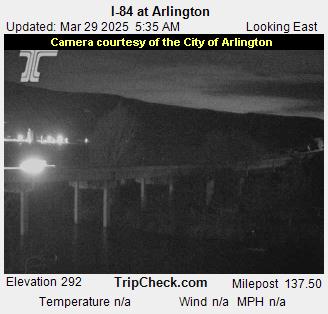 I-84 at Arlington
Updated: Mar 29 2025 5:35 AM Looking East
Camera courtesy of the City of Arlington
Elevation 292 TripCheck.com Milepost 137.50
Temperature n/a Wind n/a MPH n/a